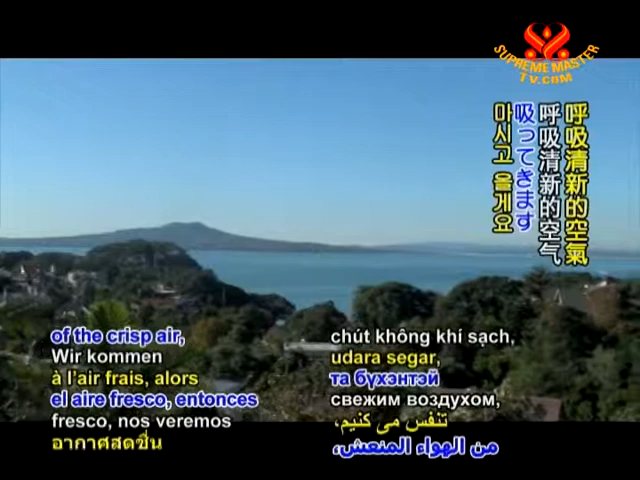 SUPREME MASTER
TV.COM
呼吸清新的空氣
呼吸清新的空气
吸ってきます
마시고 올게요
of the crisp air,
Wir kommen
à l'air frais, alors
el aire fresco, entonces
fresco, nos veremos
อากาศสดชื่น
chút không khí sạch,
udara segar,
та бүхэнтэй
свежим воздухом,
تنفس می کنیم،
من الهواء المنعش،